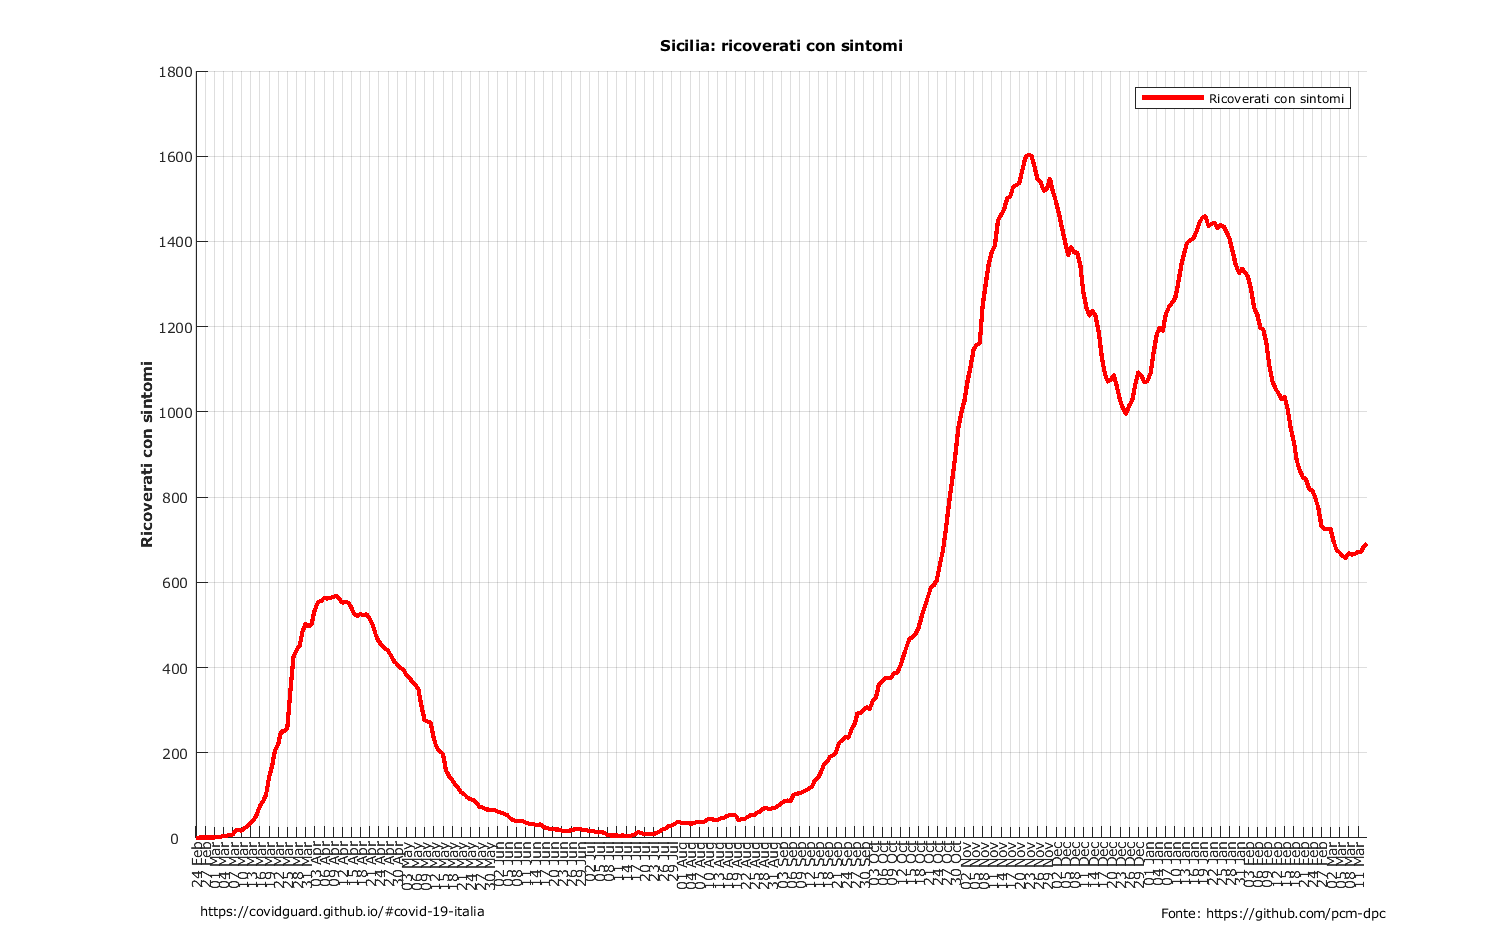 Sicilia: ricoverati con sintomi
Ricoverati con sintomi
Ricoverati con sintomi
1800
1600
1400
1200
1000
800
600
400
200
0
24 Feb
27 Feb
01 Mar
04 Mar
07 Mar
10 Mar
13 Mar
16 Mar
19 Mar
22 Mar
25 Mar
28 Mar
31 Mar
03 Apr
06 Apr
09 Apr
12 Apr
15 Apr
18 Apr
21 Apr
24 Apr
27 Apr
30 Apr
03 May
06 May
09 May
12 May
15 May
18 May
21 May
24 May
27 May
30 May
02 Jun
05 Jun
08 Jun
11 Jun
14 Jun
17 Jun
20 Jun
23 Jun
26 Jun
29 Jun
02 Jul
05 Jul
08 Jul
11 Jul
14 Jul
17 Jul
20 Jul
23 Jul
26 Jul
29 Jul
01 Aug
04 Aug
07 Aug
10 Aug
13 Aug
16 Aug
19 Aug
22 Aug
25 Aug
28 Aug
31 Aug
03 Sep
06 Sep
09 Sep
12 Sep
15 Sep
18 Sep
21 Sep
24 Sep
27 Sep
30 Sep
03 Oct
06 Oct
09 Oct
12 Oct
15 Oct
18 Oct
21 Oct
24 Oct
27 Oct
30 Oct
02 Nov
05 Nov
08 Nov
11 Nov
14 Nov
17 Nov
20 Nov
23 Nov
26 Nov
29 Nov
02 Dec
05 Dec
08 Dec
11 Dec
14 Dec
17 Dec
20 Dec
23 Dec
26 Dec
29 Dec
01 Jan
04 Jan
07 Jan
10 Jan
13 Jan
16 Jan
19 Jan
22 Jan
25 Jan
28 Jan
31 Jan
03 Feb
06 Feb
09 Feb
12 Feb
15 Feb
18 Feb
21 Feb
24 Feb
27 Feb
02 Mar
05 Mar
08 Mar
11 Mar
https://covidguard.github.io/#covid-19-italia
Fonte: https://github.com/pcm-dpc